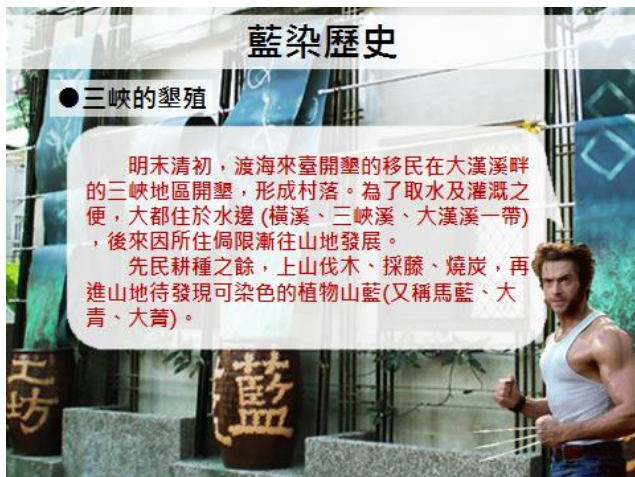 藍染歷史
●三峽的墾殖
明末清初，渡海來臺開墾的移民在大漢溪畔
的三峽地區開墾，形成村落。為了取水及灌溉之
便，大都住於水邊 (橫溪、三峽溪、大漢溪一帶)
，後來因所住侷限漸往山地發展。
先民耕種之餘，上山伐木、採藤、燒炭，再
進山地待發現可染色的植物山藍(又稱馬藍、大
青、大菁)。
工坊
藍